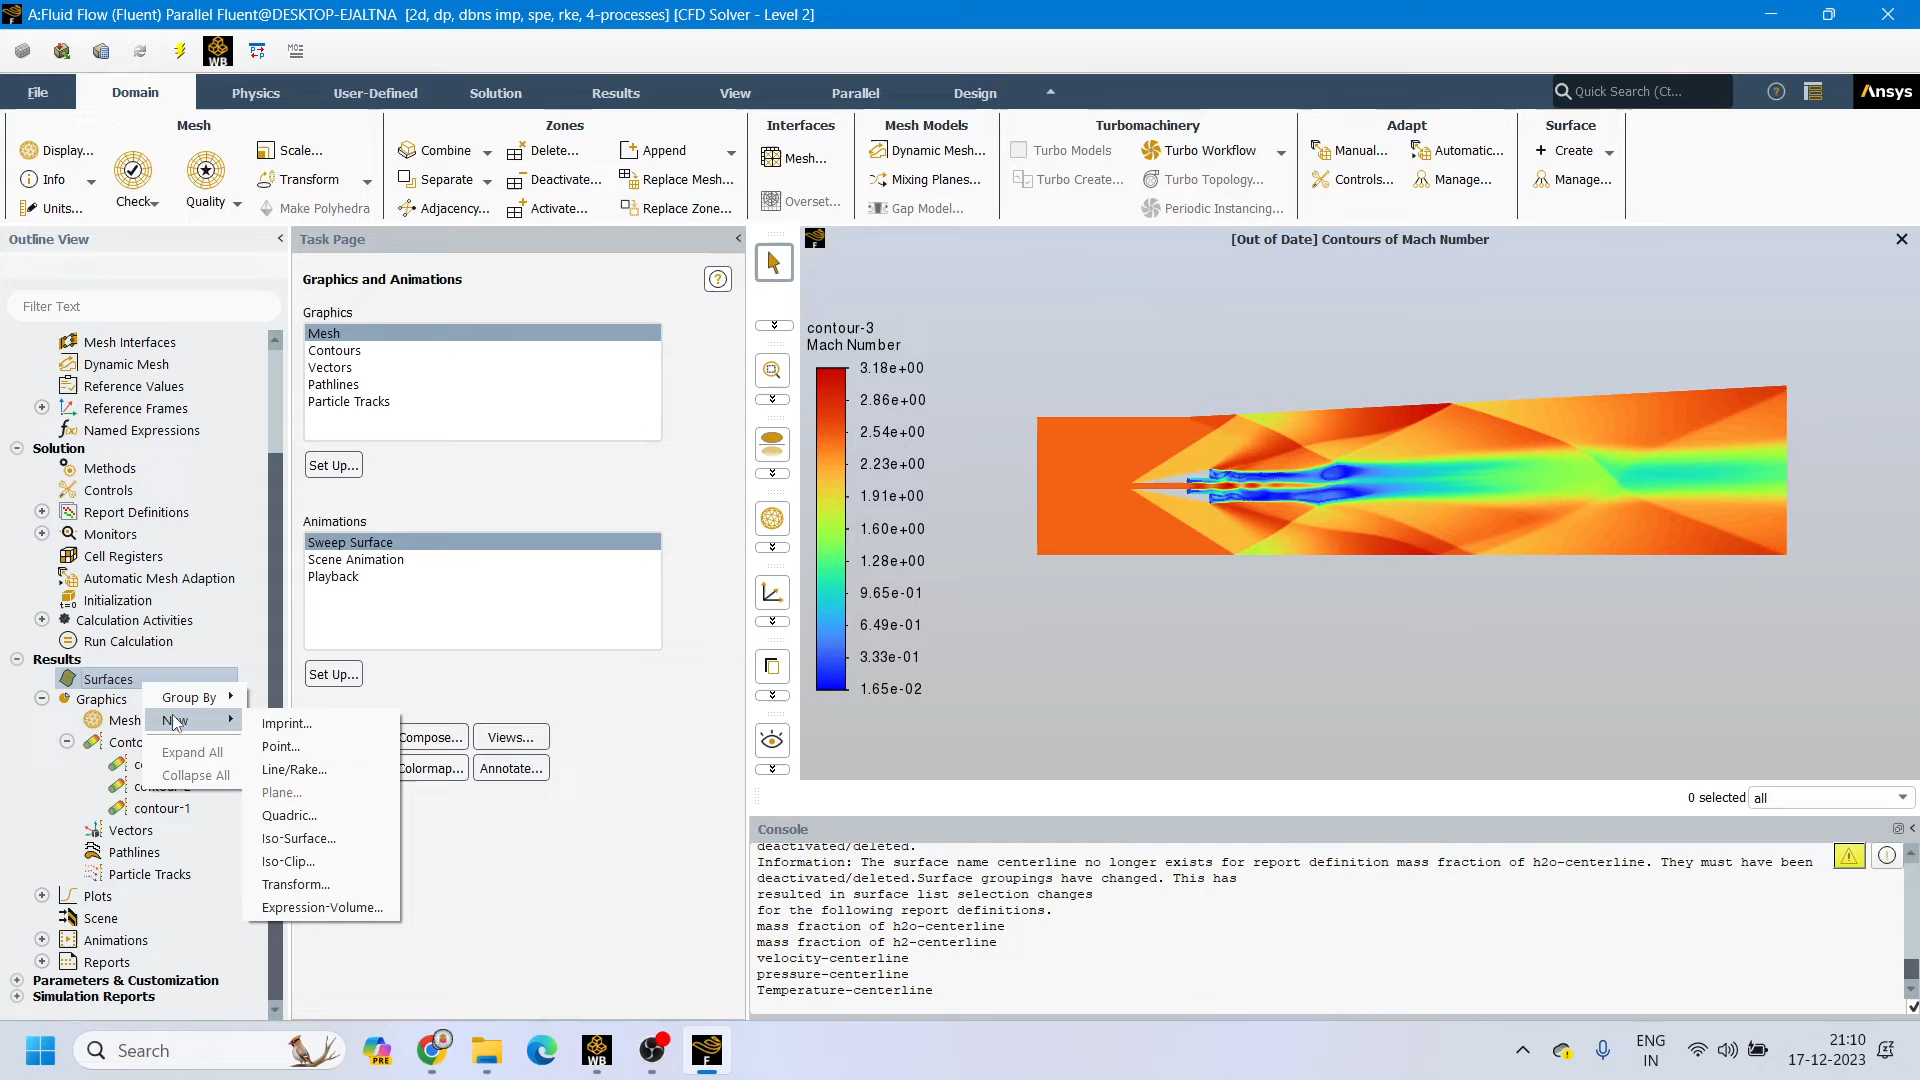 A:Fluid Flow (Fluent) Parallel Fluent@DESKTOP-EJALTNA [2d, dp, dbns imp, spe, rke, 4-processes] [CFD Solver - Level 2]
WB
File Domain Physics User-Defined Solution Results View Parallel Design Quick Search (Ct... Ansys
Mesh Zones Interfaces Mesh Models Turbomachinery Adapt Surface
Display... Scale... Combine Delete... Append Mesh... Dynamic Mesh... Turbo Models Turbo Workflow Manual... Automatic... + Create
Info Transform Separate Deactivate... Replace Mesh... Mixing Planes... Turbo Create... Turbo Topology... Controls... Manage... Manage...
Units... Check Quality Make Polyhedra Adjacency... Activate... Replace Zone... Overset... Gap Model... Periodic Instancing...
Outline View
Filter Text
Mesh Interfaces
Dynamic Mesh
Reference Values
Reference Frames
Named Expressions
Solution
Methods
Controls
Report Definitions
Monitors
Cell Registers
Automatic Mesh Adaption
Initialization
Calculation Activities
Run Calculation
Results
Surfaces
Graphics
Mesh
Conto
contour-1
Vectors
Pathlines
Particle Tracks
Plots
Scene
Animations
Reports
Parameters & Customization
Simulation Reports
Group By
New
Expand All
Collapse All
Imprint...
Point...
Line/Rake...
Plane...
Quadric...
Iso-Surface...
Iso-Clip...
Transform...
Expression-Volume...
Task Page
Graphics and Animations
Graphics
Mesh
Contours
Vectors
Pathlines
Particle Tracks
Set Up...
Animations
Sweep Surface
Scene Animation
Playback
Set Up...
Compose... Views...
Colormap... Annotate...
[Out of Date] Contours of Mach Number
contour-3
Mach Number
3.18e+00
2.86e+00
2.54e+00
2.23e+00
1.91e+00
1.60e+00
1.28e+00
9.65e-01
6.49e-01
3.33e-01
1.65e-02
0 selected all
Console
deactivated/deleted.
Information: The surface name centerline no longer exists for report definition mass fraction of h2o-centerline. They must have been
deactivated/deleted.Surface groupings have changed. This has
resulted in surface list selection changes
for the following report definitions.
mass fraction of h2o-centerline
mass fraction of h2-centerline
velocity-centerline
pressure-centerline
Temperature-centerline
Search
PRE
WB
F
ENG
IN
21:10
17-12-2023